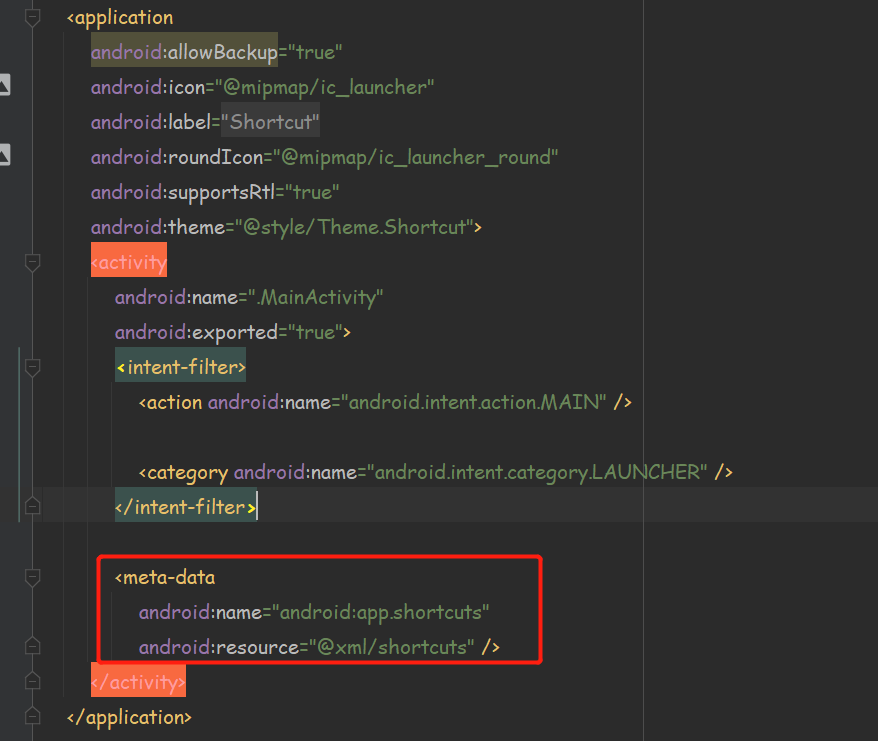 <application
android:allowBackup="true"
android:icon="@mipmap/ic_launcher"
android:label="Shortcut"
android:roundIcon="@mipmap/ic_launcher_round"
android:supportsRtl="true"
android:theme="@style/Theme.Shortcut">
<activity
android:name=".MainActivity"
android:exported="true">
<intent-filter>
<action android:name="android.intent.action.MAIN" />
<category android:name="android.intent.category.LAUNCHER" />
</intent-filter>
<meta-data
android:name="android:app.shortcuts"
android:resource="@xml/shortcuts" />
</activity>
</application>